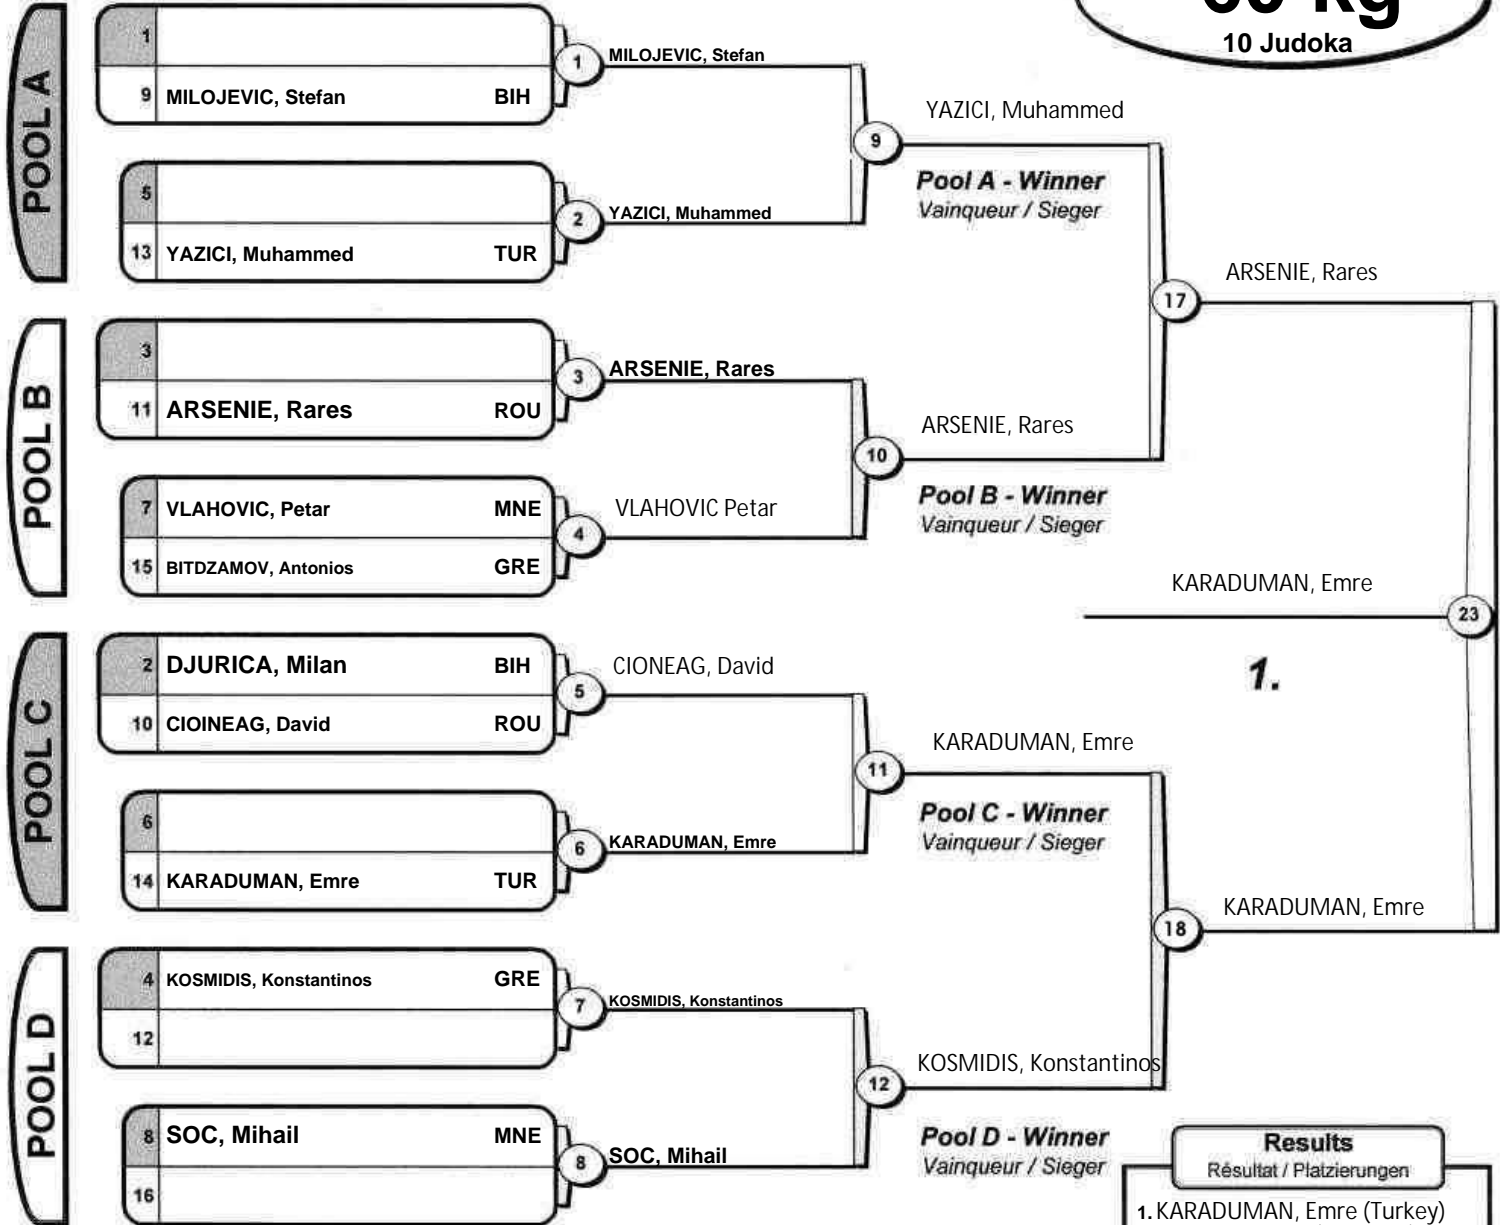 kg
10 Judoka
POOL A
1
9 MILOJEVIC, Stefan BIH
1
MILOJEVIC, Stefan
5
13 YAZICI, Muhammed TUR
2
YAZICI, Muhammed
9
YAZICI, Muhammed
Pool A - Winner
Vainqueur / Sieger
POOL B
3
11 ARSENIE, Rares ROU
3
ARSENIE, Rares
7 VLAHOVIC, Petar MNE
15 BITDZAMOV, Antonios GRE
4
VLAHOVIC Petar
10
ARSENIE, Rares
Pool B - Winner
Vainqueur / Sieger
17
ARSENIE, Rares
POOL C
2 DJURICA, Milan BIH
10 CIOINEAG, David ROU
5
CIONEAG, David
6
14 KARADUMAN, Emre TUR
6
KARADUMAN, Emre
11
KARADUMAN, Emre
Pool C - Winner
Vainqueur / Sieger
POOL D
4 KOSMIDIS, Konstantinos GRE
12
7
KOSMIDIS, Konstantinos
8 SOC, Mihail MNE
16
8
SOC, Mihail
12
KOSMIDIS, Konstantinos
Pool D - Winner
Vainqueur / Sieger
18
KARADUMAN, Emre
23
KARADUMAN, Emre
1.
Results
Résultat / Platzierungen
1. KARADUMAN, Emre (Turkey)